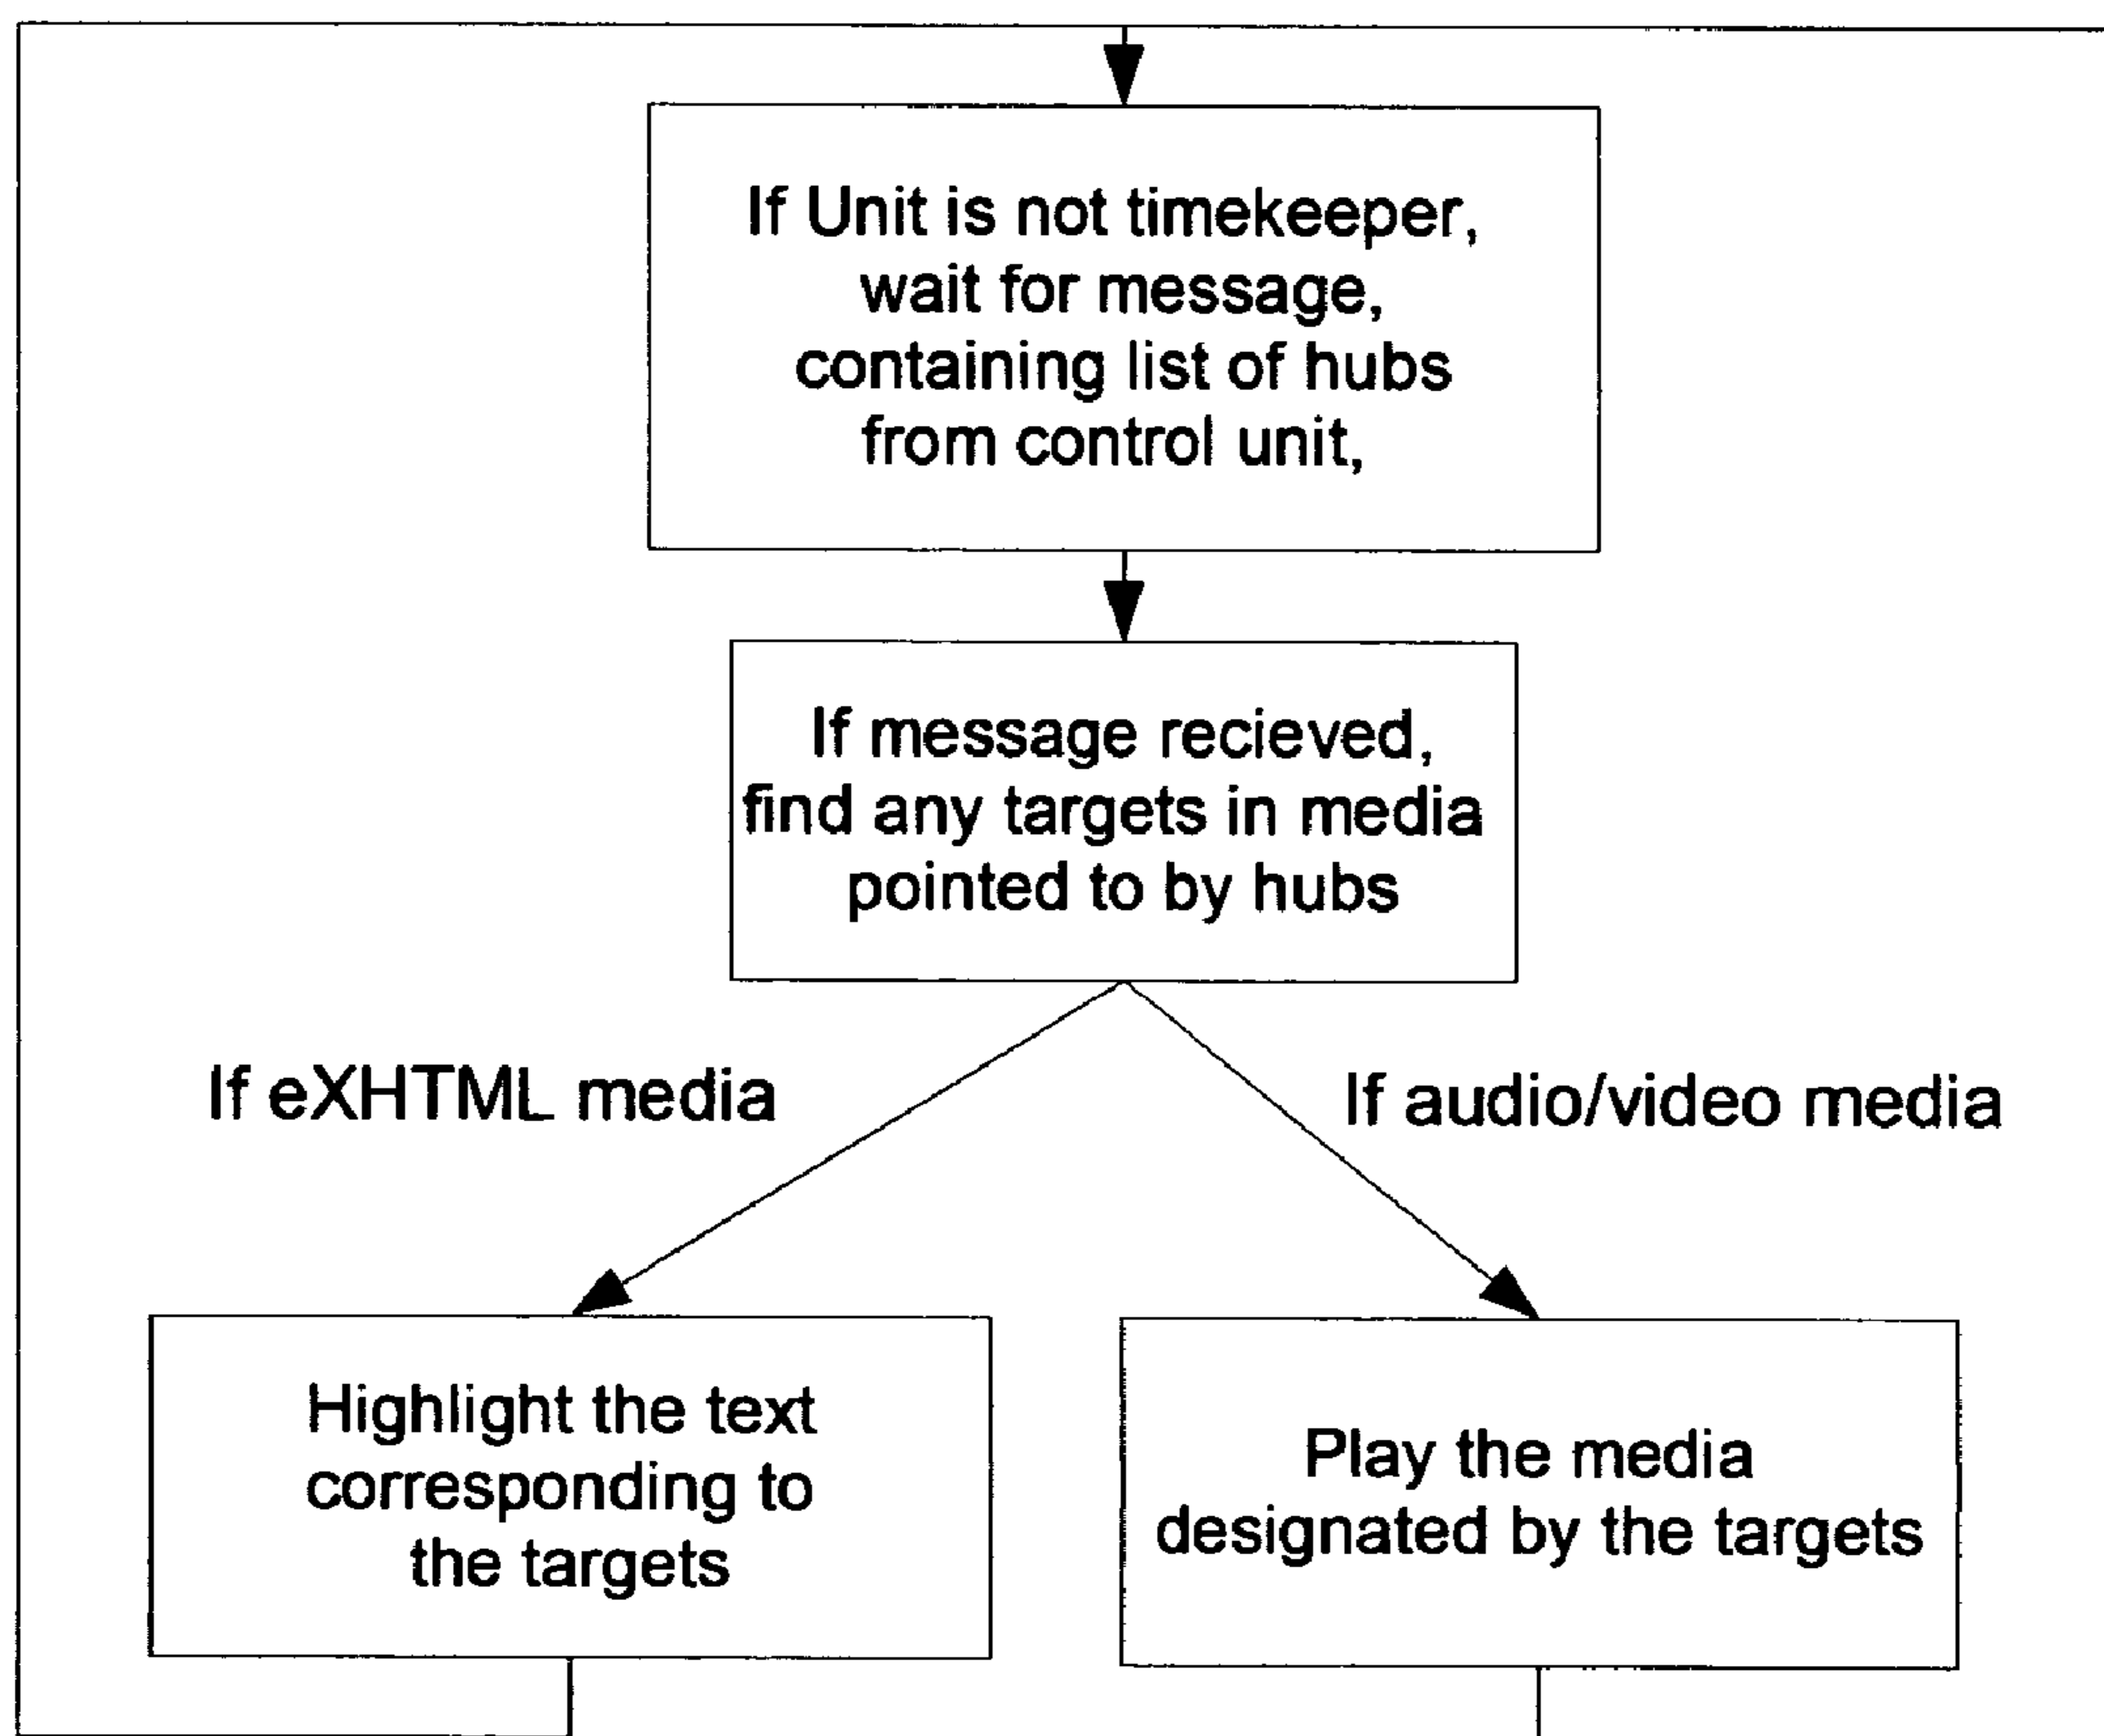 If Unit is not timekeeper,
wait for message,
containing list of hubs
from control unit,
If message recieved,
find any targets in media
pointed to by hubs
If eXHTML media
If audio/video media
Highlight the text
corresponding to
the targets
Play the media
designated by the targets